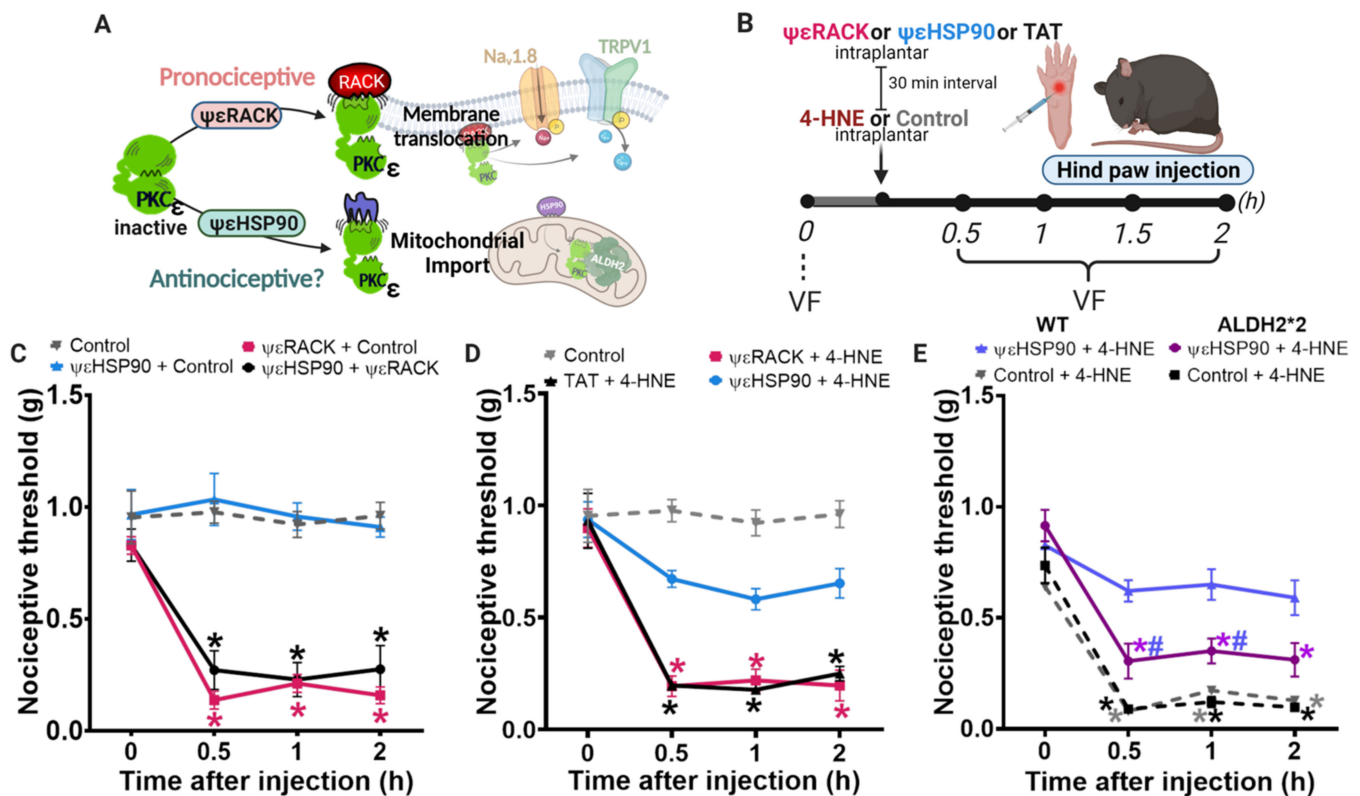 A
Pronociceptive
RACK
ψεRACK
PKC
ε
inactive
PKC
ε
ψεHSP90
Antinociceptive?
PKC
ε
Membrane
translocation
Nav1.8
TRPV1
PKC
Mitochondrial
Import
HSP90
PKC
ALDH2
B
ψεRACK or ψεHSP90 or TAT
intraplantar
30 min interval
4-HNE or Control
intraplantar
Hind paw injection
0 0.5 1 1.5 2 (h)
VF VF
C
Control
ψεRACK + Control
ψεHSP90 + Control
ψεHSP90 + ψεRACK
Nociceptive threshold (g)
1.5
1.0
0.5
0.0
* * *
* * *
0 0.5 1 2
Time after injection (h)
D
Control
ψεRACK + 4-HNE
TAT + 4-HNE
ψεHSP90 + 4-HNE
Nociceptive threshold (g)
1.5
1.0
0.5
0.0
* * *
* * *
0 0.5 1 2
Time after injection (h)
E
WT ALDH2*2
ψεHSP90 + 4-HNE ψεHSP90 + 4-HNE
Control + 4-HNE Control + 4-HNE
Nociceptive threshold (g)
1.5
1.0
0.5
0.0
*# *# *
* * * * * *
0 0.5 1 2
Time after injection (h)